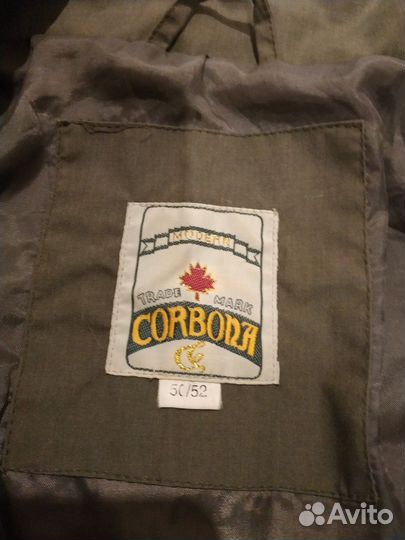 MODERN
TRADE MARK
CORBONA
50/52
Avito